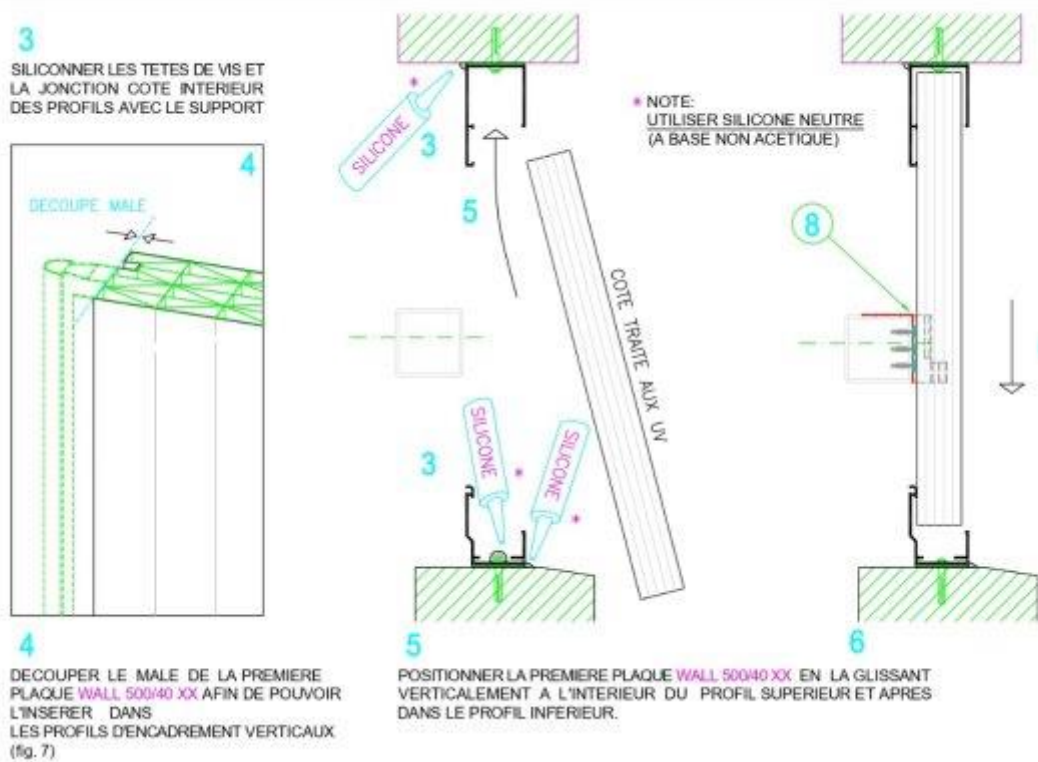 3
SILICONNER LES TETES DE VIS ET
LA JONCTION COTE INTERIEUR
DES PROFILS AVEC LE SUPPORT
4
DECOUPE MALE
4
DECOUPER LE MALE DE LA PREMIERE
PLAQUE WALL 500/40 XX AFIN DE POUVOIR
L'INSERER DANS
LES PROFILS D'ENCADREMENT VERTICAUX
(fig. 7)
*
SILICONE
3
5
COTE TRAITE AUX UV
3
SILICONE
*
SILICONE
*
5
POSITIONNER LA PREMIERE PLAQUE WALL 500/40 XX EN LA GLISSANT
VERTICALEMENT A L'INTERIEUR DU PROFIL SUPERIEUR ET APRES
DANS LE PROFIL INFERIEUR.
* NOTE:
UTILISER SILICONE NEUTRE
(A BASE NON ACETIQUE)
8
6